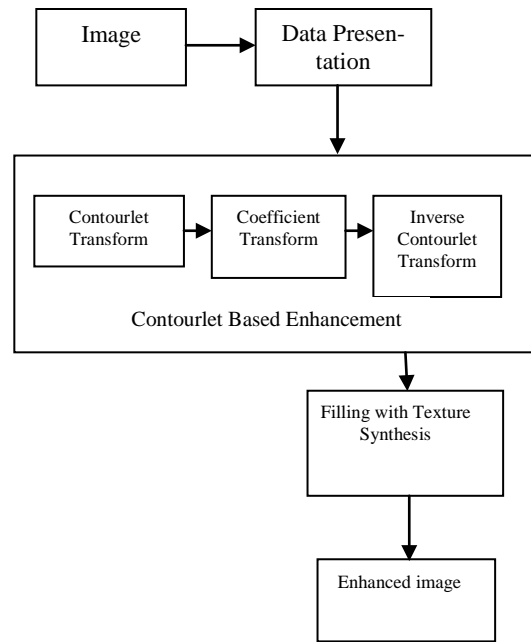 Image
Data Presen-
tation
Contourlet
Transform
Coefficient
Transform
Inverse
Contourlet
Transform
Contourlet Based Enhancement
Filling with Texture
Synthesis
Enhanced image